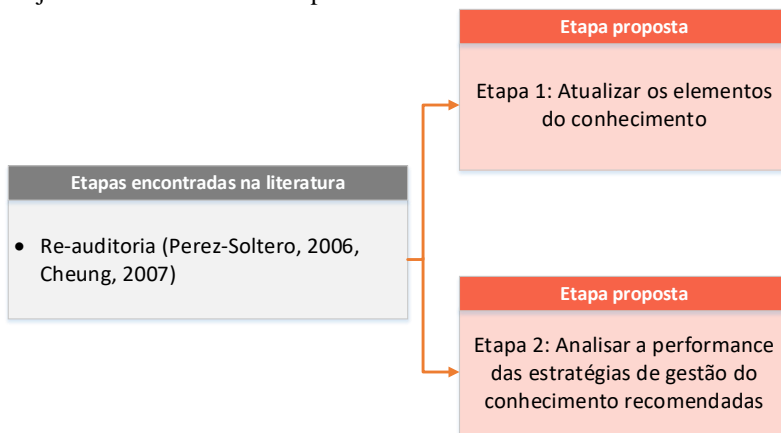 Etapa proposta
Etapa 1: Atualizar os elementos
do conhecimento
Etapas encontradas na literatura
• Re-auditoria (Perez-Soltero, 2006,
Cheung, 2007)
Etapa proposta
Etapa 2: Analisar a performance
das estratégias de gestão do
conhecimento recomendadas